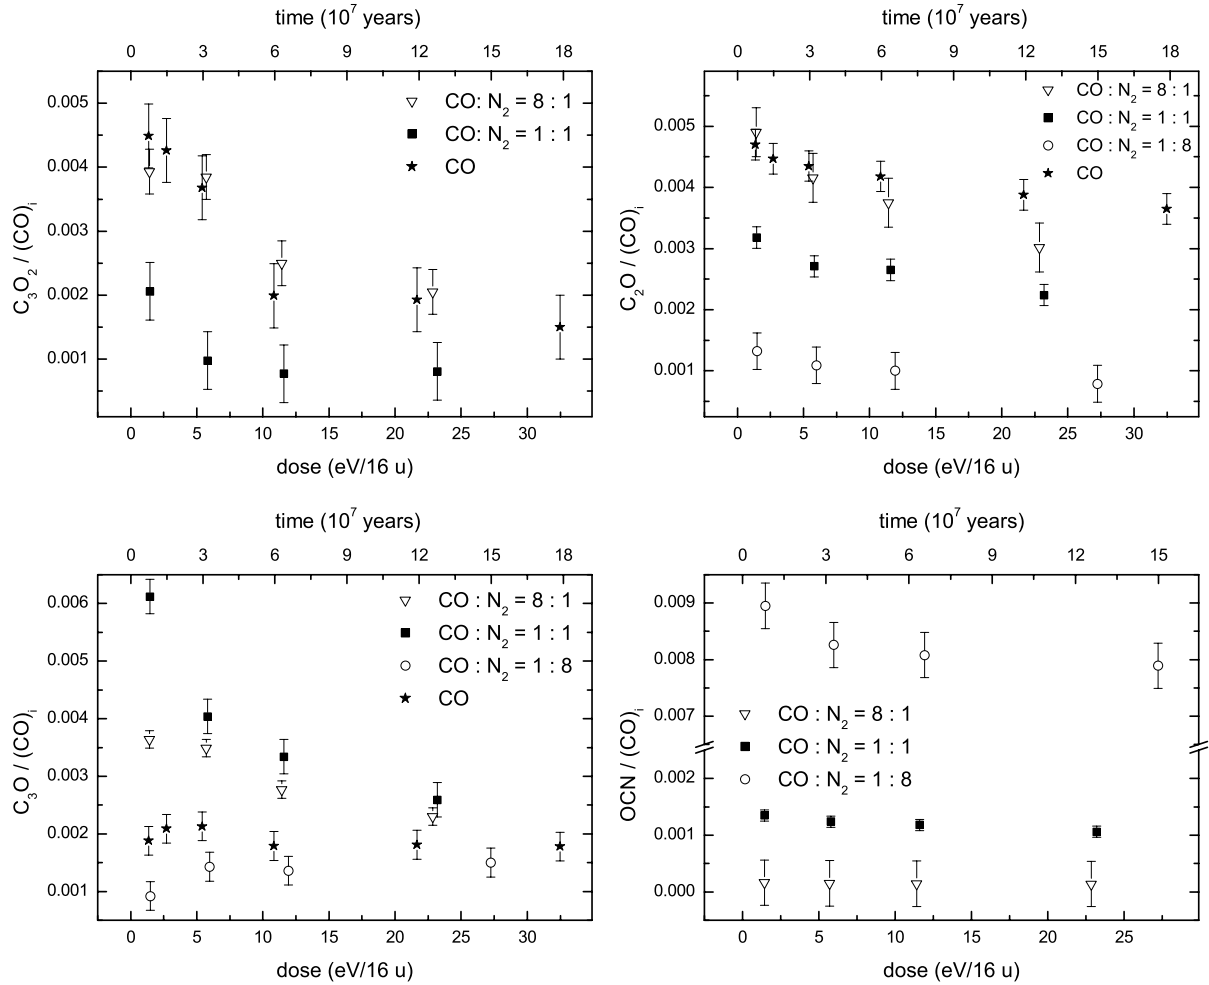 time (10⁷ years)
0 3 6 9 12 15 18
0.005
0.004
0.003
0.002
0.001
C₃O₂ / (CO)ᵢ
CO: N₂ = 8 : 1
CO: N₂ = 1 : 1
CO
0 5 10 15 20 25 30
dose (eV/16 u)
time (10⁷ years)
0 3 6 9 12 15 18
0.005
0.004
0.003
0.002
0.001
C₂O / (CO)ᵢ
CO : N₂ = 8 : 1
CO : N₂ = 1 : 1
CO : N₂ = 1 : 8
CO
0 5 10 15 20 25 30
dose (eV/16 u)
time (10⁷ years)
0 3 6 9 12 15 18
0.006
0.005
0.004
0.003
0.002
0.001
C₃O / (CO)ᵢ
CO : N₂ = 8 : 1
CO : N₂ = 1 : 1
CO : N₂ = 1 : 8
CO
0 5 10 15 20 25 30
dose (eV/16 u)
time (10⁷ years)
0 3 6 9 12 15
0.009
0.008
0.007
0.002
0.001
0.000
OCN / (CO)ᵢ
CO : N₂ = 8 : 1
CO : N₂ = 1 : 1
CO : N₂ = 1 : 8
0 5 10 15 20 25
dose (eV/16 u)